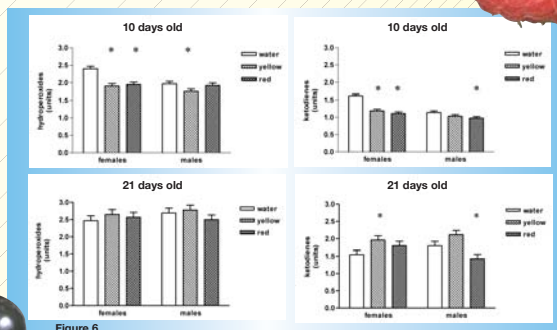 10 days old
3.0
2.5
2.0
1.5
1.0
0.5
0.0
hydroperoxides
(units)
* * *
water
yellow
red
females males
10 days old
3.0
2.5
2.0
1.5
1.0
0.5
0.0
ketodienes
(units)
* * *
water
yellow
red
females males
21 days old
3.0
2.5
2.0
1.5
1.0
0.5
0.0
hydroperoxides
(units)
water
yellow
red
females males
21 days old
3.0
2.5
2.0
1.5
1.0
0.5
0.0
ketodienes
(units)
* *
water
yellow
red
females males
Figure 6